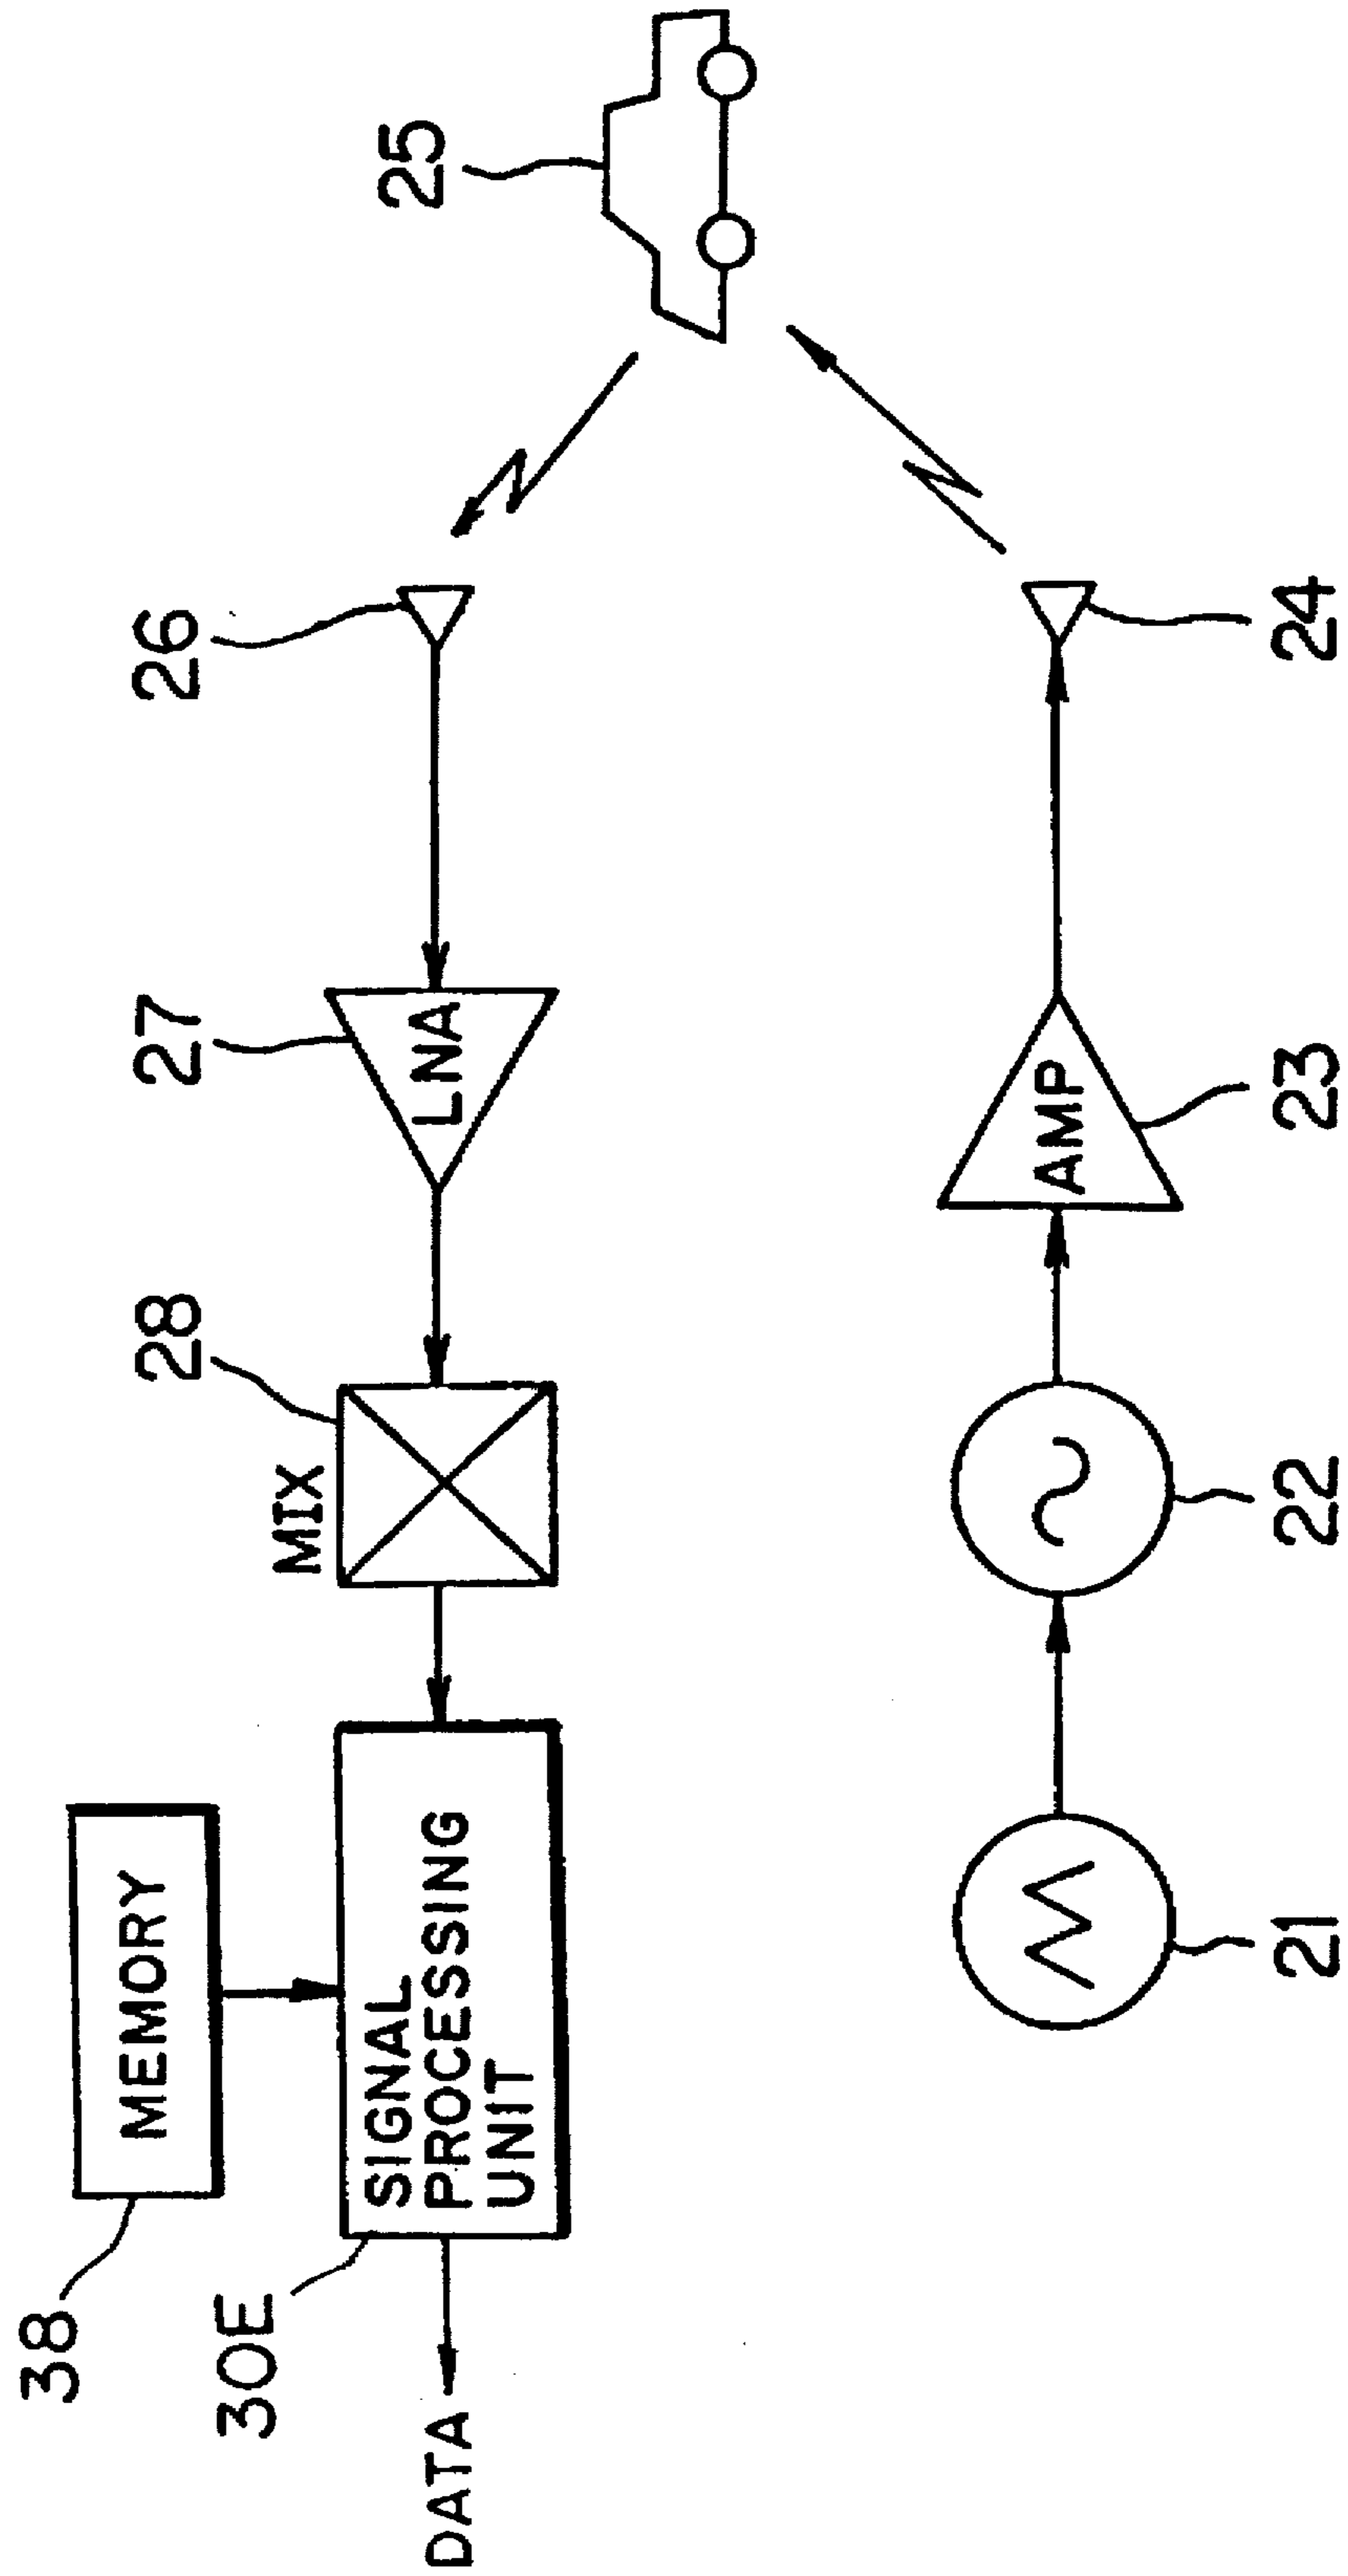 38
MEMORY
30E
SIGNAL
PROCESSING
UNIT
DATA
MIX
28
27
LNA
26
25
21
22
23
AMP
24